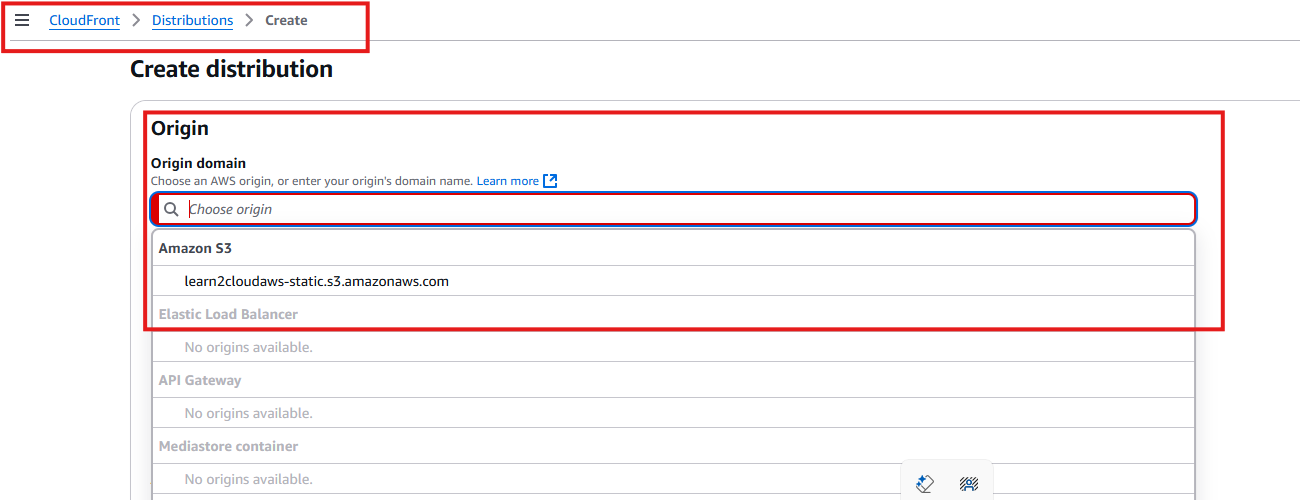 CloudFront > Distributions > Create
Create distribution
Origin
Origin domain
Choose an AWS origin, or enter your origin's domain name. Learn more
Choose origin
Amazon S3
learn2cloudaws-static.s3.amazonaws.com
Elastic Load Balancer
No origins available.
API Gateway
No origins available.
Mediastore container
No origins available.